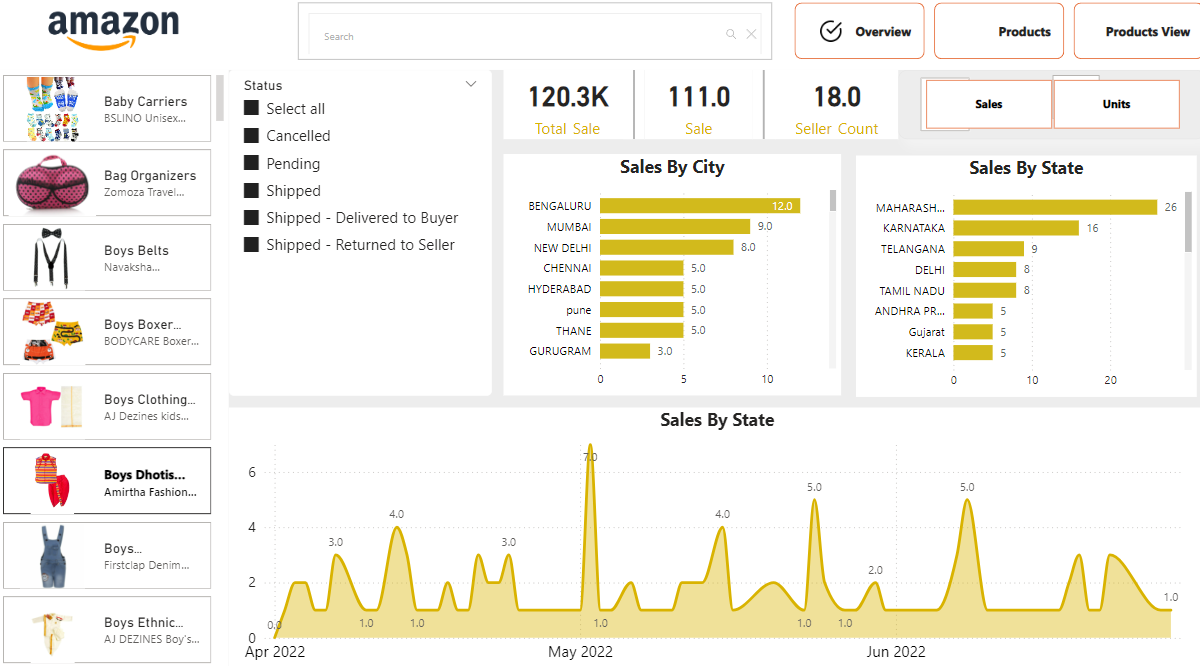 amazon
Search
Overview
Products
Products View
Baby Carriers
BSLINO Unisex...
Bag Organizers
Zomoza Travel...
Boys Belts
Navaksha...
Boys Boxer...
BODYCARE Boxer...
Boys Clothing...
AJ Dezines kids...
Boys Dhotis...
Amirtha Fashion...
Boys...
Firstclap Denim...
Boys Ethnic...
AJ DEZINES Boy's...
Status
Select all
Cancelled
Pending
Shipped
Shipped - Delivered to Buyer
Shipped - Returned to Seller
120.3K
Total Sale
111.0
Sale
18.0
Seller Count
Sales
Units
Sales By City
BENGALURU 12.0
MUMBAI 9.0
NEW DELHI 8.0
CHENNAI 5.0
HYDERABAD 5.0
pune 5.0
THANE 5.0
GURUGRAM 3.0
0 5 10
Sales By State
MAHARASH... 26
KARNATAKA 16
TELANGANA 9
DELHI 8
TAMIL NADU 8
ANDHRA PR... 5
Gujarat 5
KERALA 5
0 10 20
Sales By State
6
4
2
0
0.0 3.0 1.0 4.0 1.0 3.0 7.0 1.0 4.0 1.0 5.0 1.0 2.0 5.0 1.0
Apr 2022 May 2022 Jun 2022